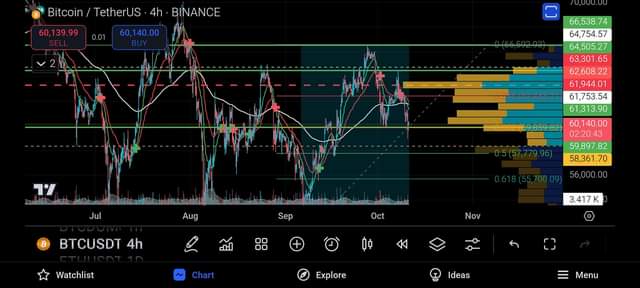 Bitcoin / TetherUS · 4h · BINANCE
70,000.00
60,139.99
SELL
0.01
60,140.00
BUY
2
0 (66,592.93)
0.5 (57,779.96)
0.618 (55,700.09)
66,538.74
64,754.57
64,505.27
63,301.65
62,608.22
61,944.01
61,753.54
61,313.90
60,140.00
02:20:43
59,897.82
58,361.70
56,000.00
3.417 K
Jul
Aug
Sep
Oct
Nov
BTCUSDT 4h
ETHUSDT 1D
Watchlist
Chart
Explore
Ideas
Menu